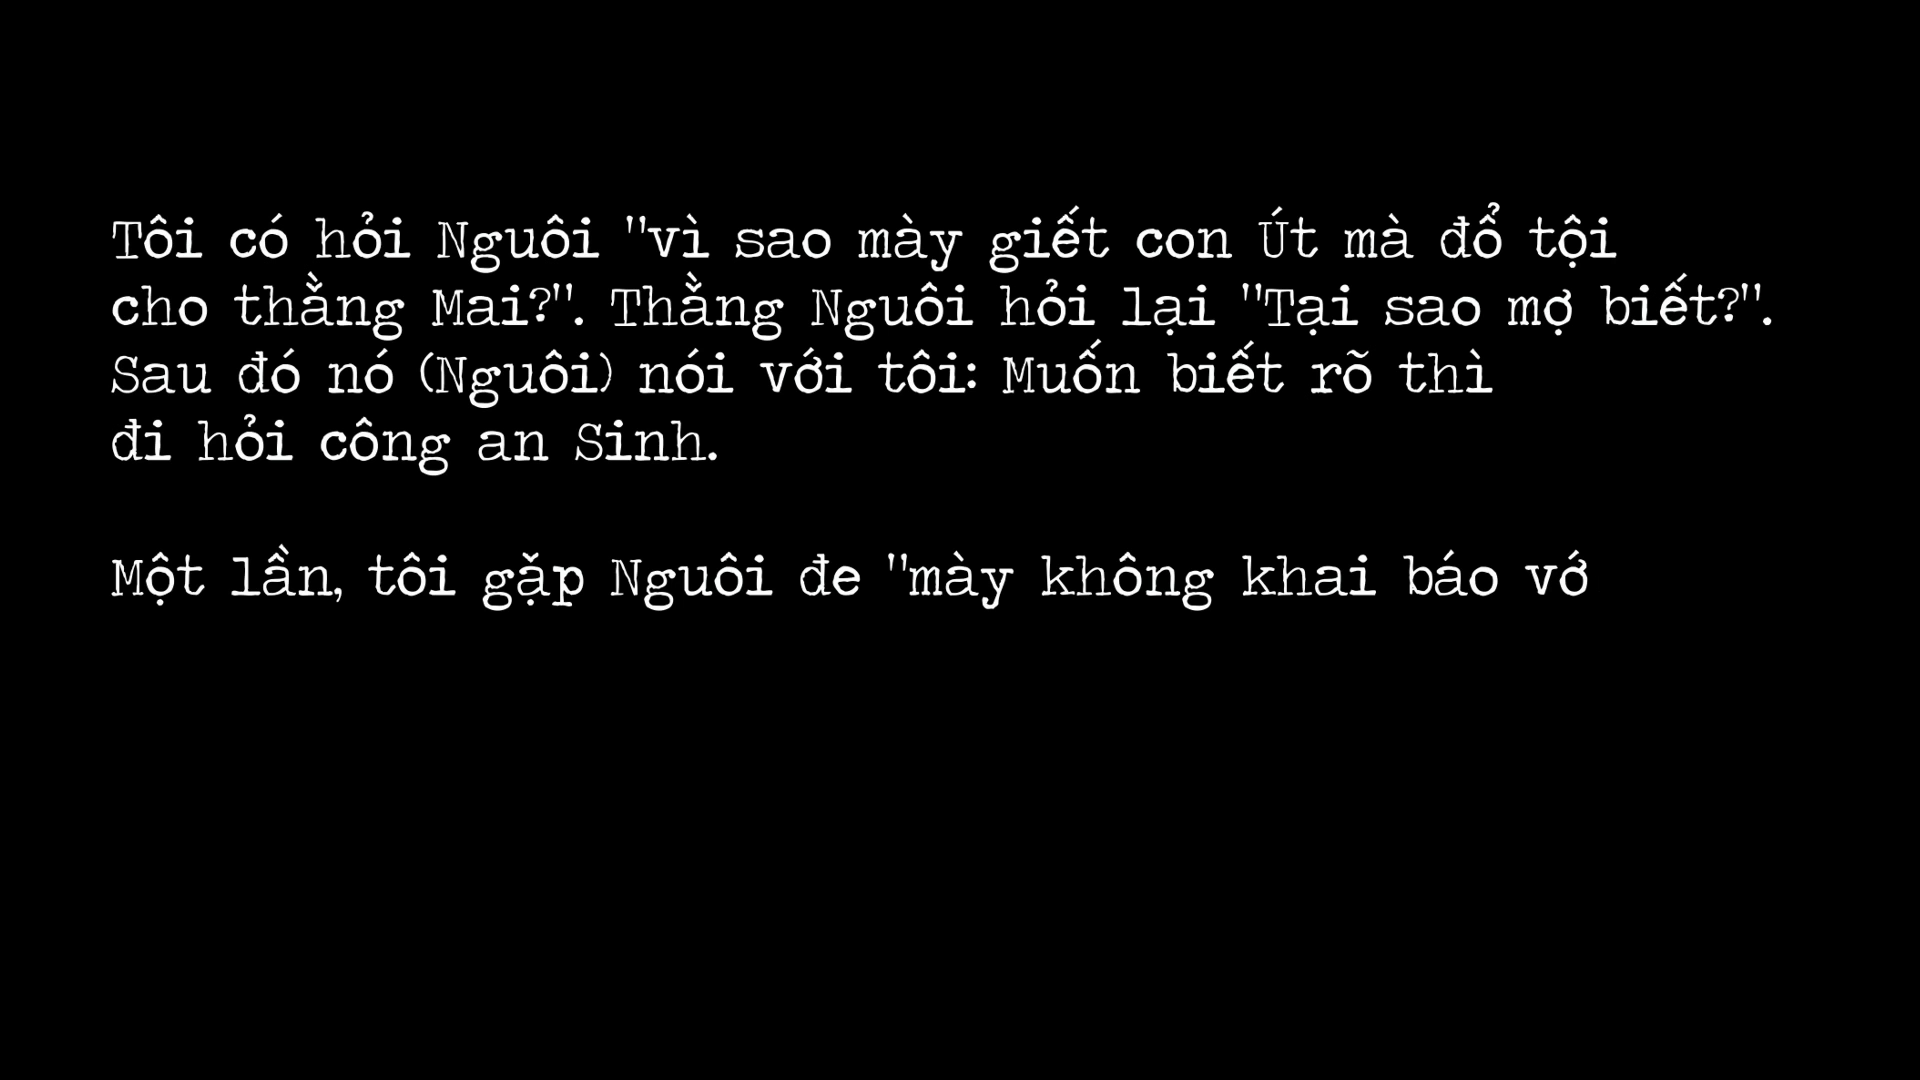 Tôi có hỏi Nguôi "vì sao mày giết con Út mà đổ tội
cho thằng Mai?". Thằng Nguôi hỏi lại "Tại sao mợ biết?".
Sau đó nó (Nguôi) nói với tôi: Muốn biết rõ thì
đi hỏi công an Sinh.
Một lần, tôi gặp Nguôi đe "mày không khai báo vớ